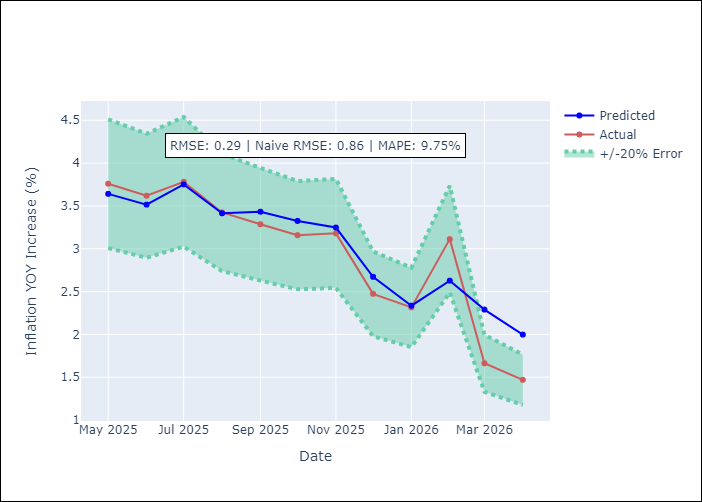 RMSE: 0.29 | Naive RMSE: 0.86 | MAPE: 9.75%
Predicted
Actual
+/-20% Error
Inflation YOY Increase (%)
4.5
4
3.5
3
2.5
2
1.5
1
May 2025
Jul 2025
Sep 2025
Nov 2025
Jan 2026
Mar 2026
Date